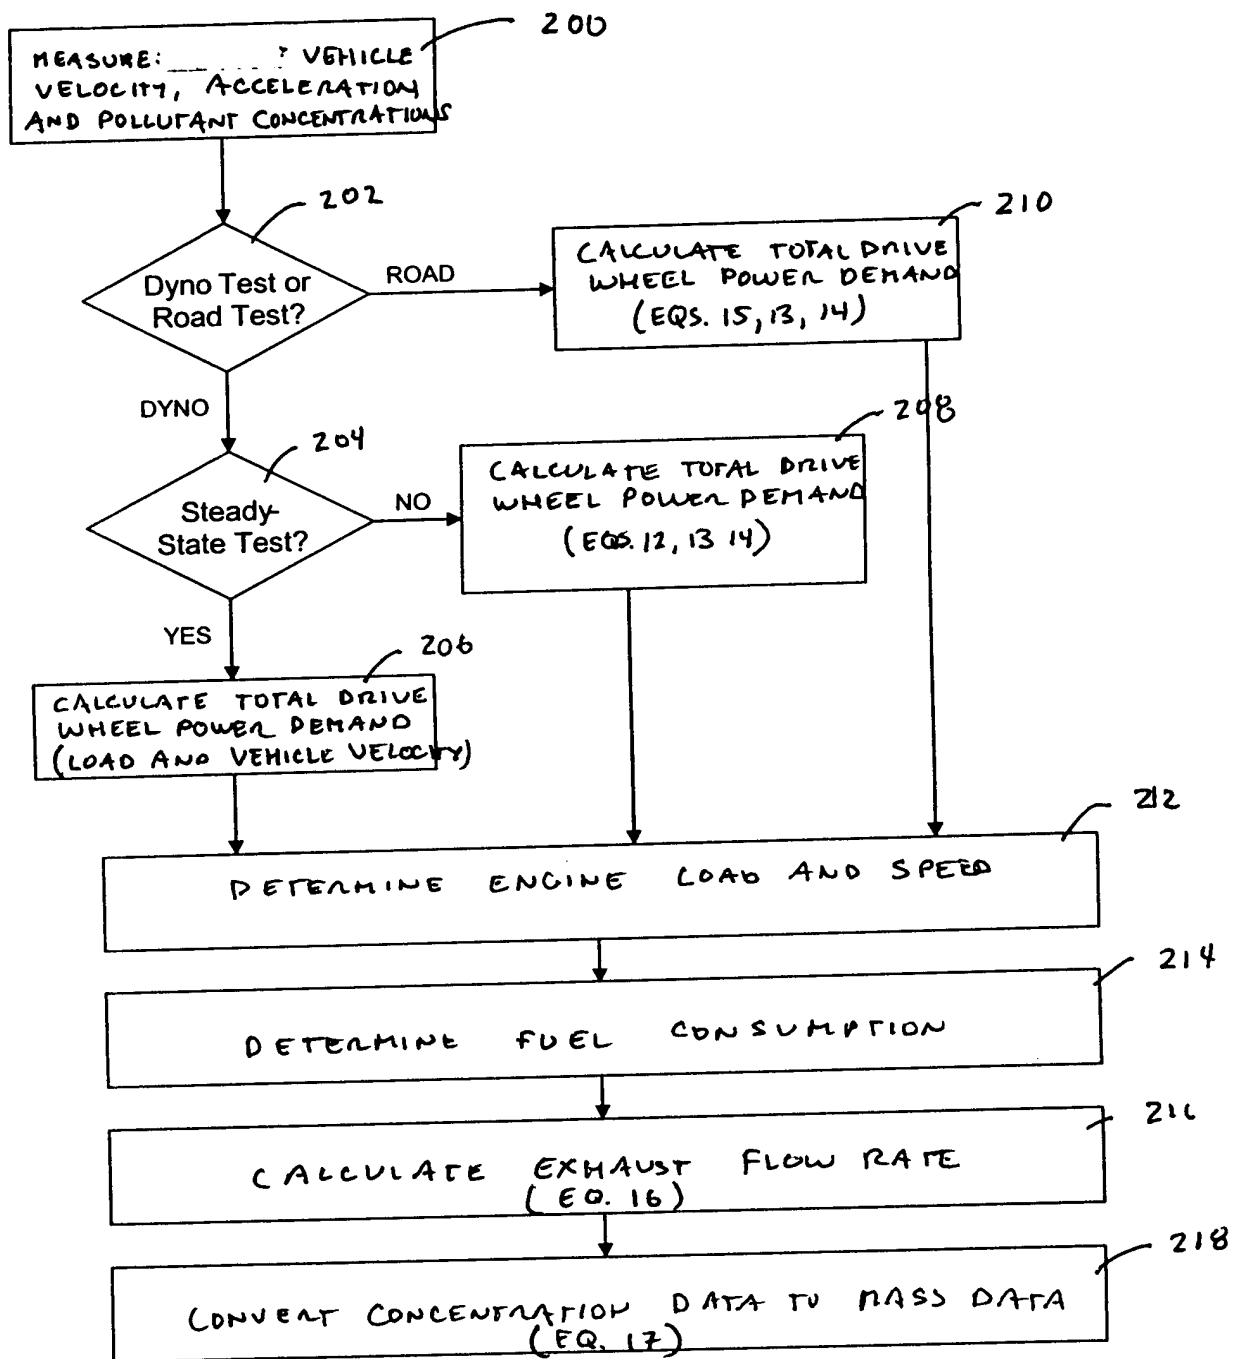 200
MEASURE: VEHICLE
VELOCITY, ACCELERATION
AND POLLUTANT CONCENTRATIONS
202
Dyno Test or
Road Test?
ROAD
210
CALCULATE TOTAL DRIVE
WHEEL POWER DEMAND
(EQS. 15, 13, 14)
DYNO
204
Steady-
State Test?
NO
208
CALCULATE TOTAL DRIVE
WHEEL POWER DEMAND
(EQS. 12, 13 14)
YES
206
CALCULATE TOTAL DRIVE
WHEEL POWER DEMAND
(LOAD AND VEHICLE VELOCITY)
212
DETERMINE ENGINE LOAD AND SPEED
214
DETERMINE FUEL CONSUMPTION
216
CALCULATE EXHAUST FLOW RATE
(EQ. 16)
218
CONVERT CONCENTRATION DATA TO MASS DATA
(EQ. 17)